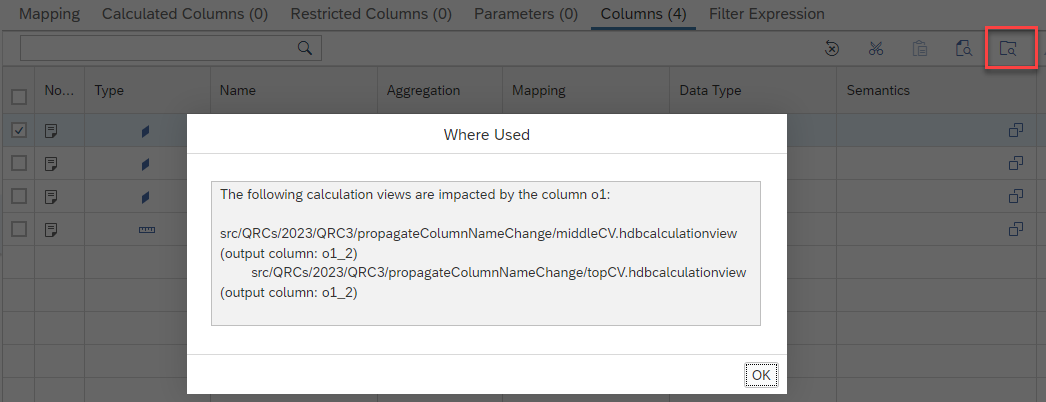 Mapping Calculated Columns (0) Restricted Columns (0) Parameters (0) Columns (4) Filter Expression
No... Type Name Aggregation Mapping Data Type Semantics
Where Used
The following calculation views are impacted by the column o1:
src/QRCs/2023/QRC3/propagateColumnNameChange/middleCV.hdbcalculationview
(output column: o1_2)
src/QRCs/2023/QRC3/propagateColumnNameChange/topCV.hdbcalculationview
(output column: o1_2)
OK